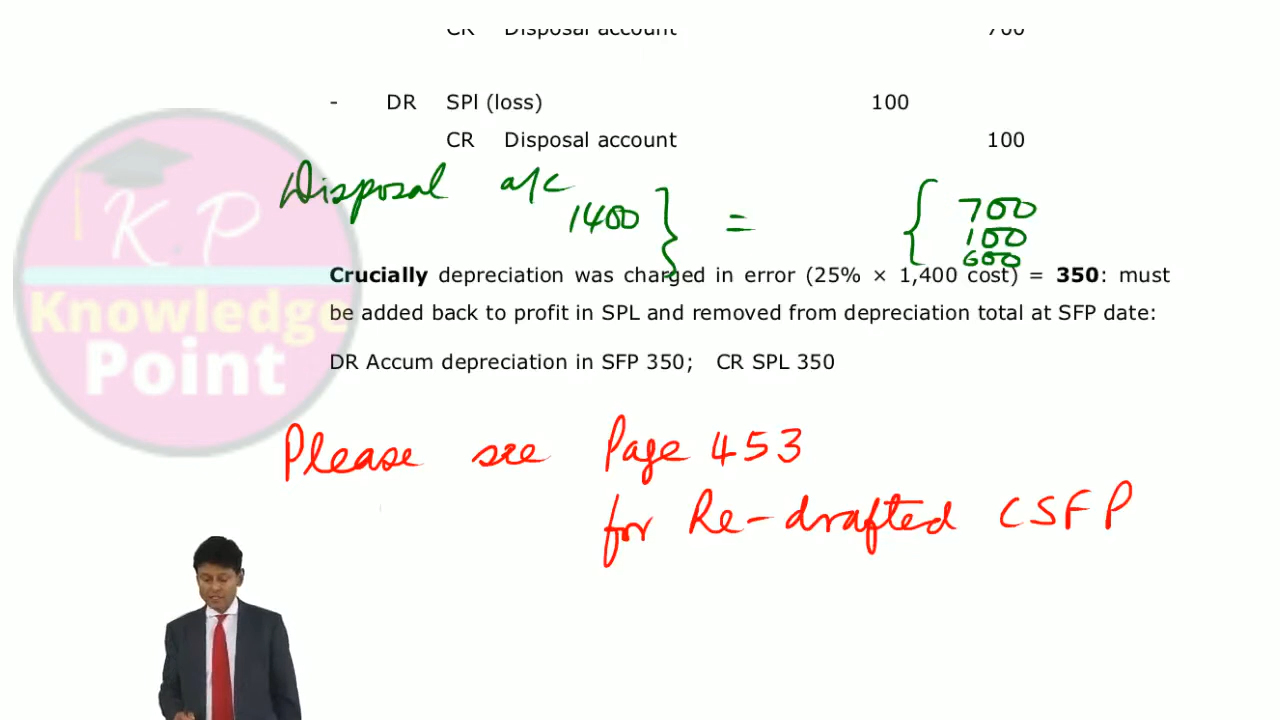 CR Disposal account 700
- DR SPl (loss) 100
CR Disposal account 100
Disposal a/c
1400 } = { 700
100
600
Crucially depreciation was charged in error (25% × 1,400 cost) = 350: must
be added back to profit in SPL and removed from depreciation total at SFP date:
DR Accum depreciation in SFP 350; CR SPL 350
K.P
Knowledge
Point
Please see Page 453
for Re-drafted CSFP